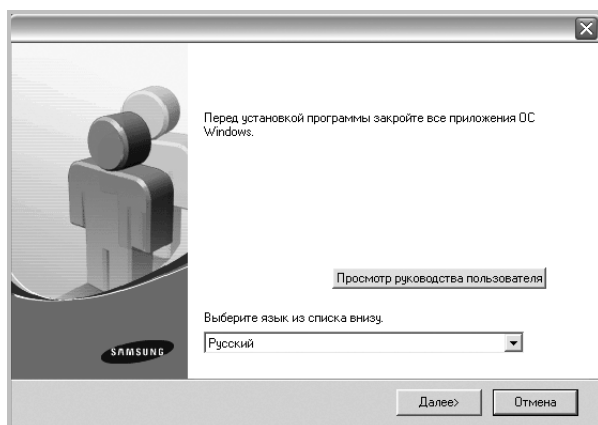 Перед установкой программы закройте все приложения ОС
Windows.
Просмотр руководства пользователя
Выберите язык из списка внизу.
Русский
SAMSUNG
Далее>
Отмена